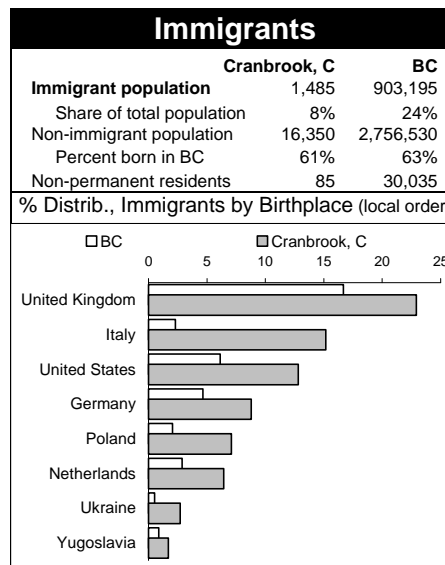 Immigrants
Cranbrook, C BC
Immigrant population 1,485 903,195
Share of total population 8% 24%
Non-immigrant population 16,350 2,756,530
Percent born in BC 61% 63%
Non-permanent residents 85 30,035
% Distrib., Immigrants by Birthplace (local order
BC Cranbrook, C
0 5 10 15 20 25
United Kingdom
Italy
United States
Germany
Poland
Netherlands
Ukraine
Yugoslavia